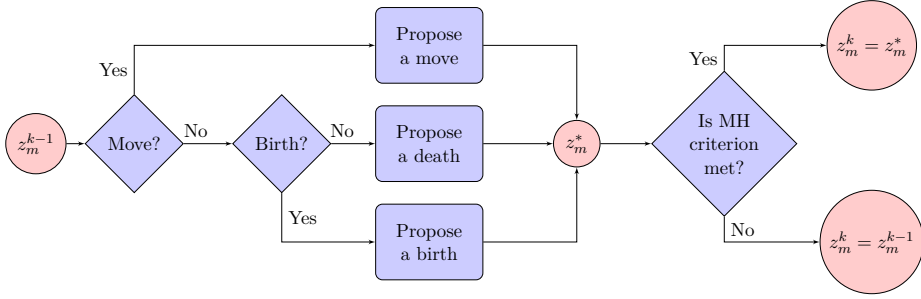 Yes
Propose
a move
Yes
$z_m^k = z_m^*$
$z_m^{k-1}$
Move?
No
Birth?
No
Propose
a death
$z_m^*$
Is MH
criterion
met?
Yes
Propose
a birth
No
$z_m^k = z_m^{k-1}$